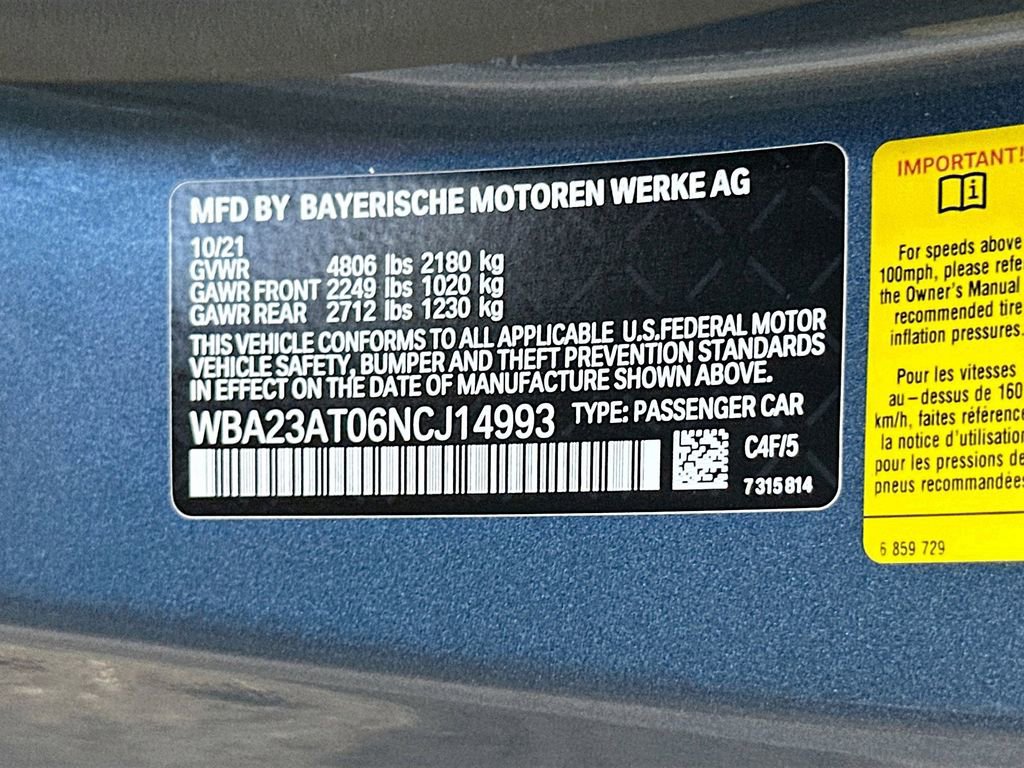 MFD BY BAYERISCHE MOTOREN WERKE AG
10/21
GVWR 4806 lbs 2180 kg
GAWR FRONT 2249 lbs 1020 kg
GAWR REAR 2712 lbs 1230 kg
THIS VEHICLE CONFORMS TO ALL APPLICABLE U.S.FEDERAL MOTOR
VEHICLE SAFETY, BUMPER AND THEFT PREVENTION STANDARDS
IN EFFECT ON THE DATE OF MANUFACTURE SHOWN ABOVE.
WBA23AT06NCJ14993 TYPE: PASSENGER CAR
C4F/5
7315814
IMPORTANT!
i
For speeds above
100mph, please refe
the Owner's Manual
recommended tire
inflation pressures.
Pour les vitesses
au-dessus de 160
km/h, faites référence
la notice d'utilisation
pour les pressions de
pneus recommandées
6 859 729